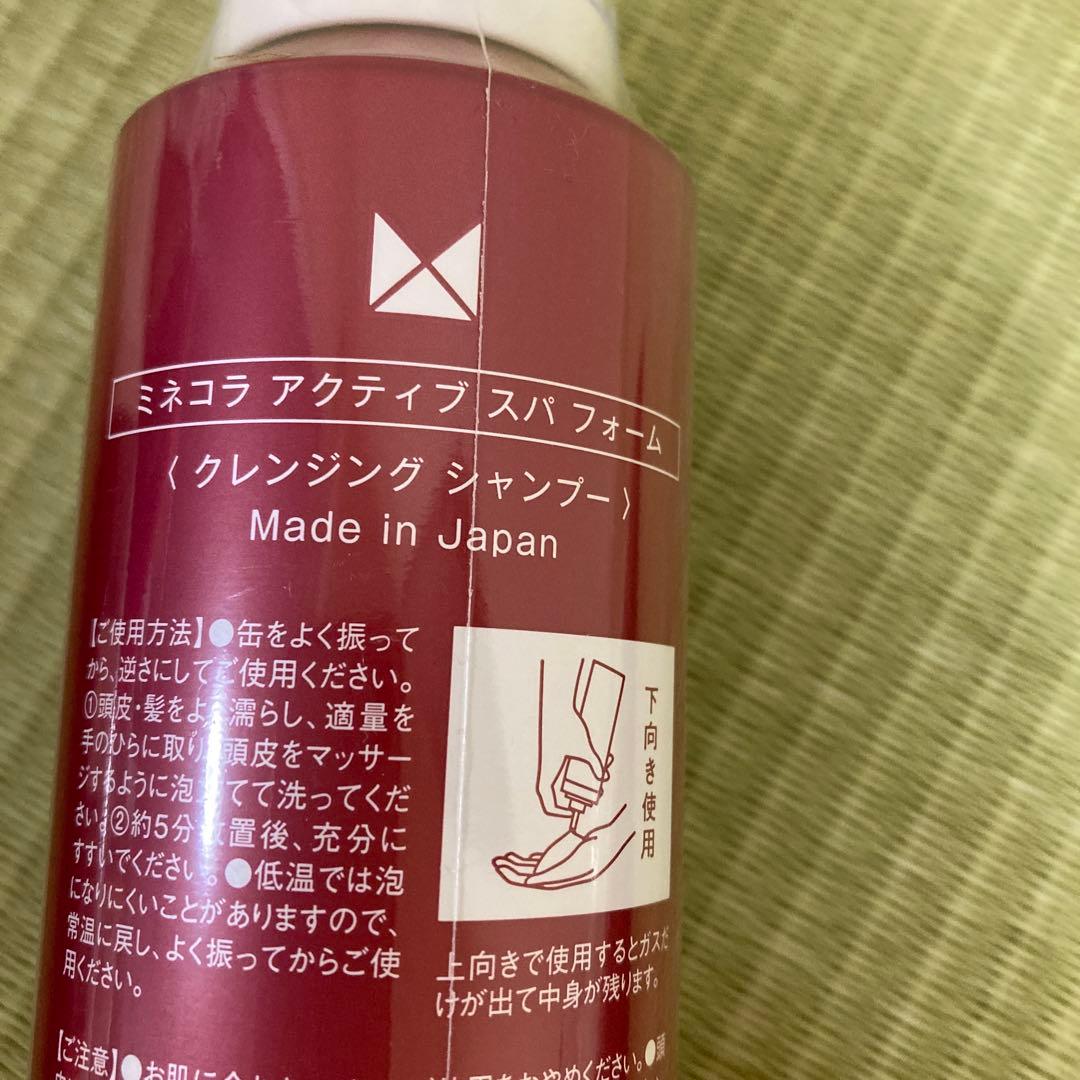 ミネコラ アクティブ スパ フォーム
〈 クレンジング シャンプー 〉
Made in Japan
【ご使用方法】●缶をよく振って
から、逆さにしてご使用ください。
①頭皮・髪をよく濡らし、適量を
手のひらに取り、頭皮をマッサー
ジするように泡立てて洗ってくだ
さい。②約5分放置後、充分に
すすいでください。●低温では泡
になりにくいことがありますので、
常温に戻し、よく振ってからご使
用ください。
下向き使用
上向きで使用するとガスだ
けが出て中身が残ります。
【ご注意】●お肌に合わ
をおやめください。●頭